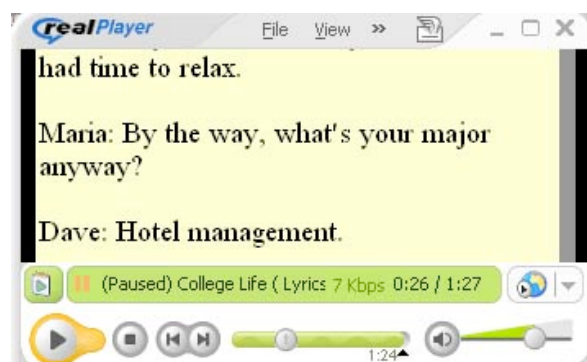 realPlayer File View »
had time to relax.
Maria: By the way, what's your major
anyway?
Dave: Hotel management.
(Paused) College Life ( Lyrics 7 Kbps 0:26 / 1:27
1:24